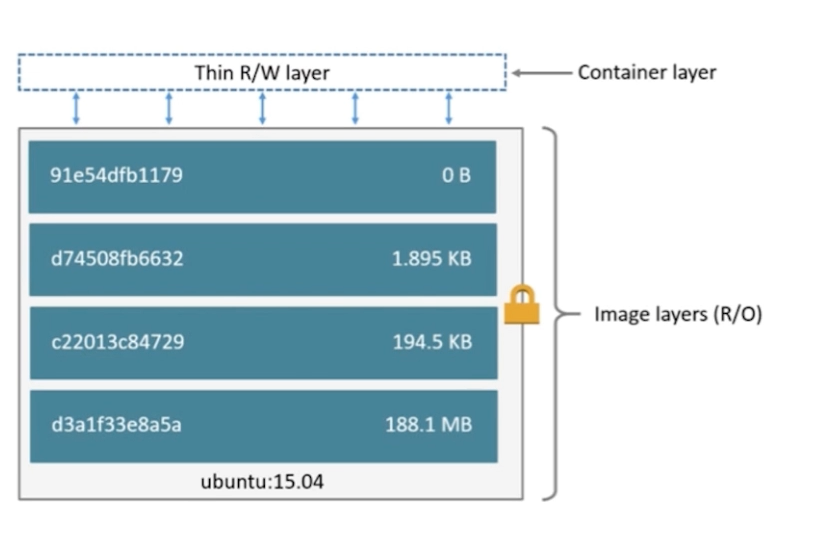 Thin R/W layer
Container layer
91e54dfb1179 0 B
d74508fb6632 1.895 KB
c22013c84729 194.5 KB
Image layers (R/O)
d3a1f33e8a5a 188.1 MB
ubuntu:15.04